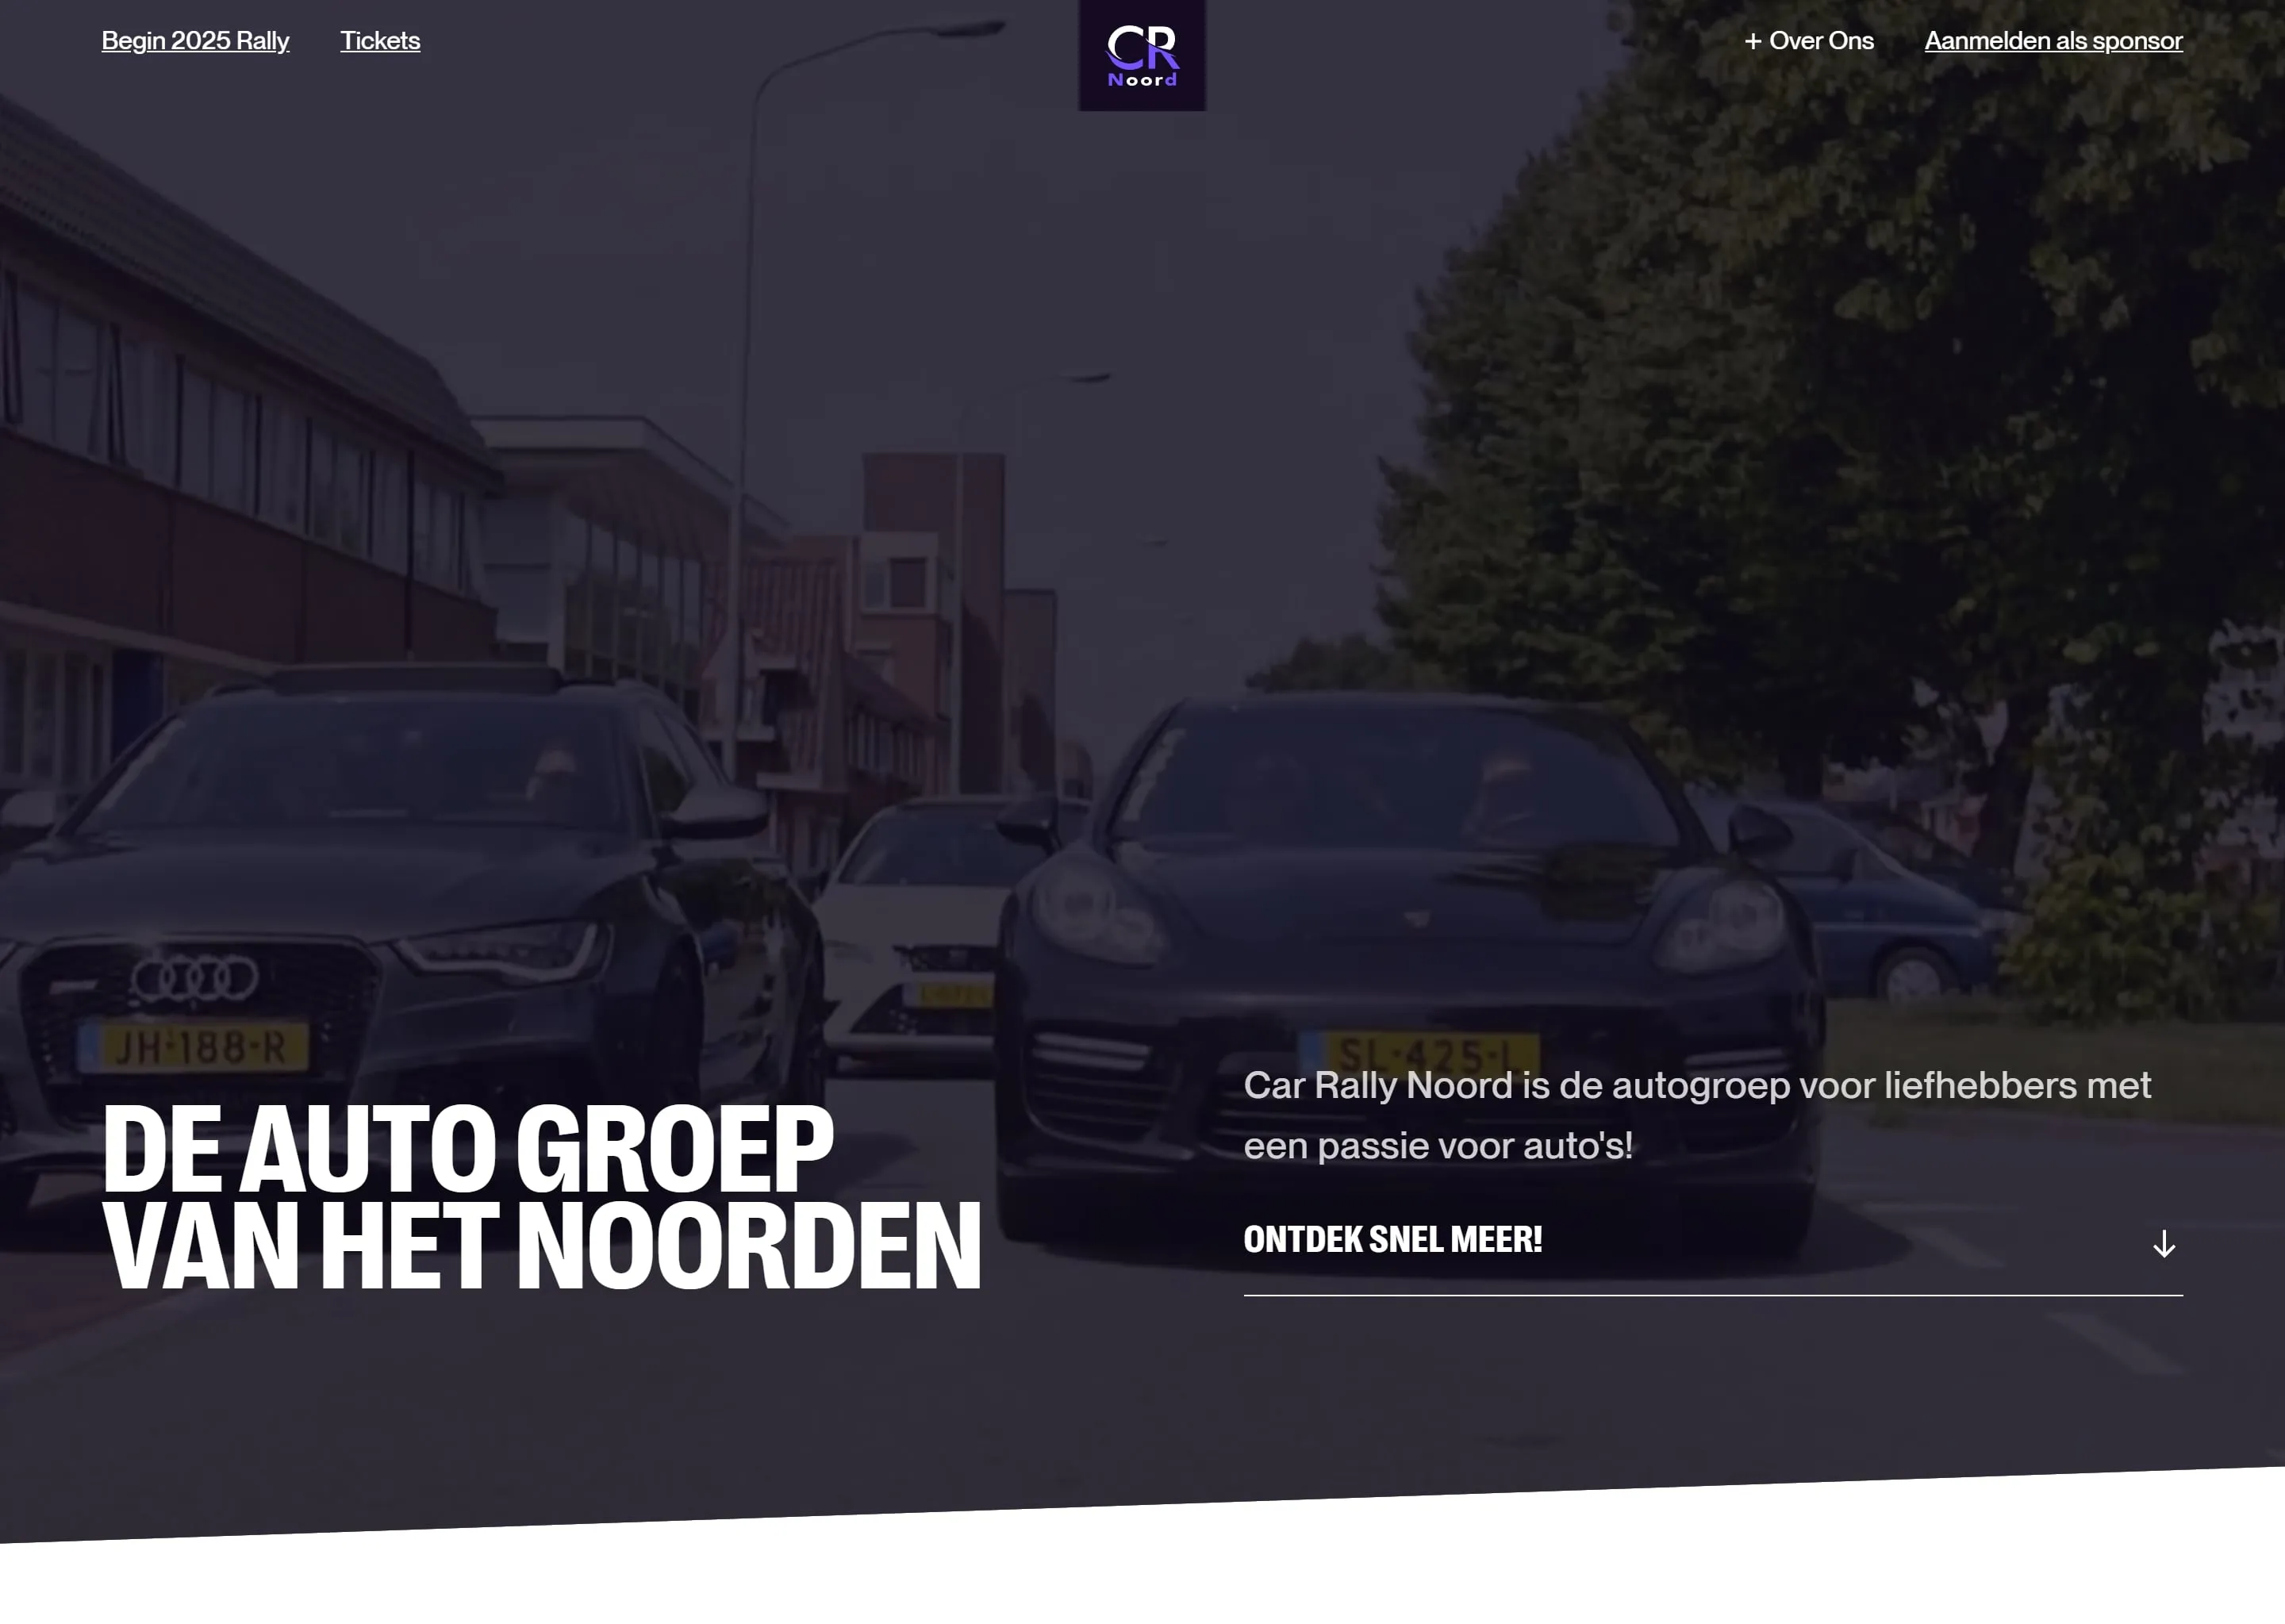 Begin 2025 Rally
Tickets
CR
Noord
+ Over Ons
Aanmelden als sponsor
JH-188-R
SL-425-L
Car Rally Noord is de autogroep voor liefhebbers met
een passie voor auto's!
DE AUTO GROEP
VAN HET NOORDEN
ONTDEK SNEL MEER!